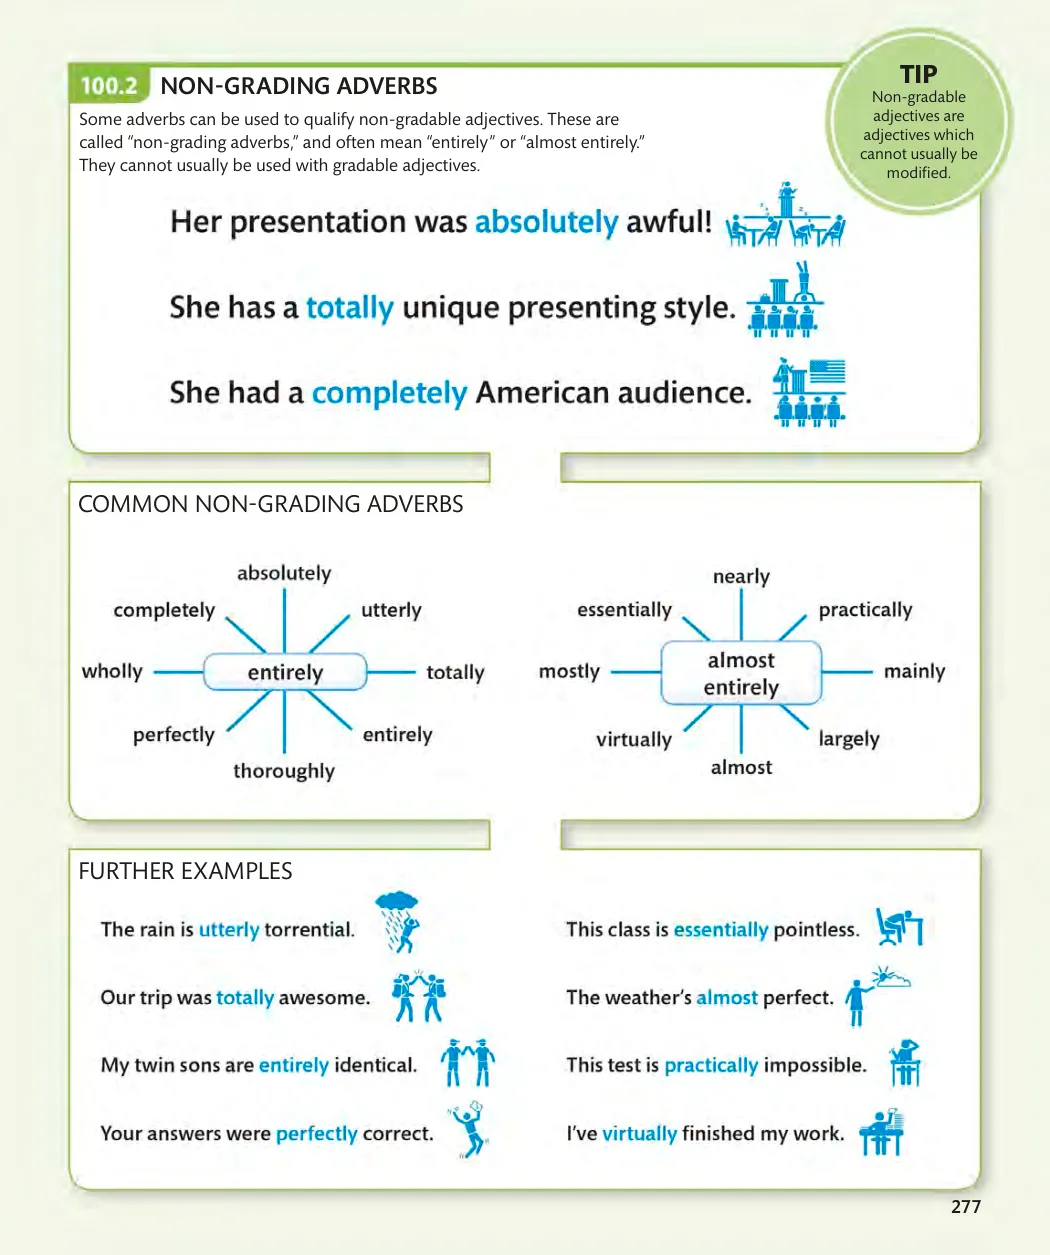 100.2 NON-GRADING ADVERBS
Some adverbs can be used to qualify non-gradable adjectives. These are
called “non-grading adverbs,” and often mean “entirely” or “almost entirely.”
They cannot usually be used with gradable adjectives.
TIP
Non-gradable
adjectives are
adjectives which
cannot usually be
modified.
Her presentation was absolutely awful!
She has a totally unique presenting style.
She had a completely American audience.
COMMON NON-GRADING ADVERBS
absolutely
completely
utterly
wholly
entirely
totally
perfectly
entirely
thoroughly
nearly
essentially
practically
mostly
almost
entirely
mainly
virtually
largely
almost
FURTHER EXAMPLES
The rain is utterly torrential.
Our trip was totally awesome.
My twin sons are entirely identical.
Your answers were perfectly correct.
This class is essentially pointless.
The weather’s almost perfect.
This test is practically impossible.
I’ve virtually finished my work.
277